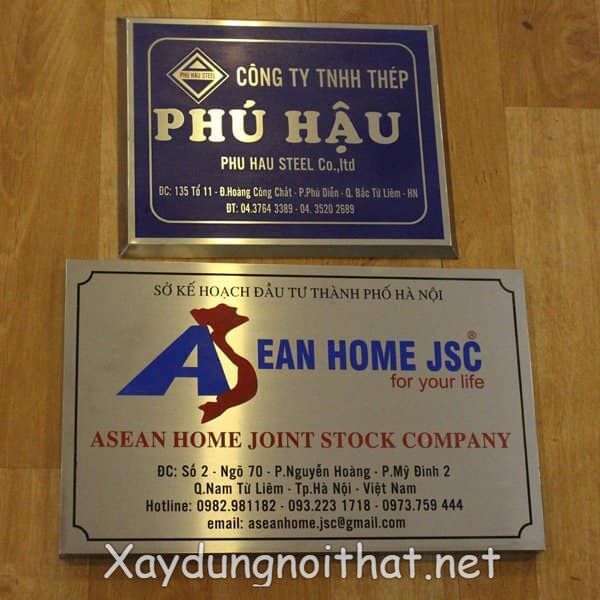 PHU HAU STEEL
CÔNG TY TNHH THÉP
PHÚ HẬU
PHU HAU STEEL Co.,ltd
ĐC: 135 Tổ 11 - Đ.Hoàng Công Chất - P.Phú Diễn - Q. Bắc Từ Liêm - HN
ĐT: 04.3764 3389 - 04. 3520 2689
SỞ KẾ HOẠCH ĐẦU TƯ THÀNH PHỐ HÀ NỘI
ASEAN HOME JSC®
for your life
ASEAN HOME JOINT STOCK COMPANY
ĐC: Số 2 - Ngõ 70 - P.Nguyễn Hoàng - P.Mỹ Đình 2
Q.Nam Từ Liêm - Tp.Hà Nội - Việt Nam
Hotline: 0982.981182 - 093.223 1718 - 0973.759 444
email: aseanhome.jsc@gmail.com
Xaydungnoithat.net